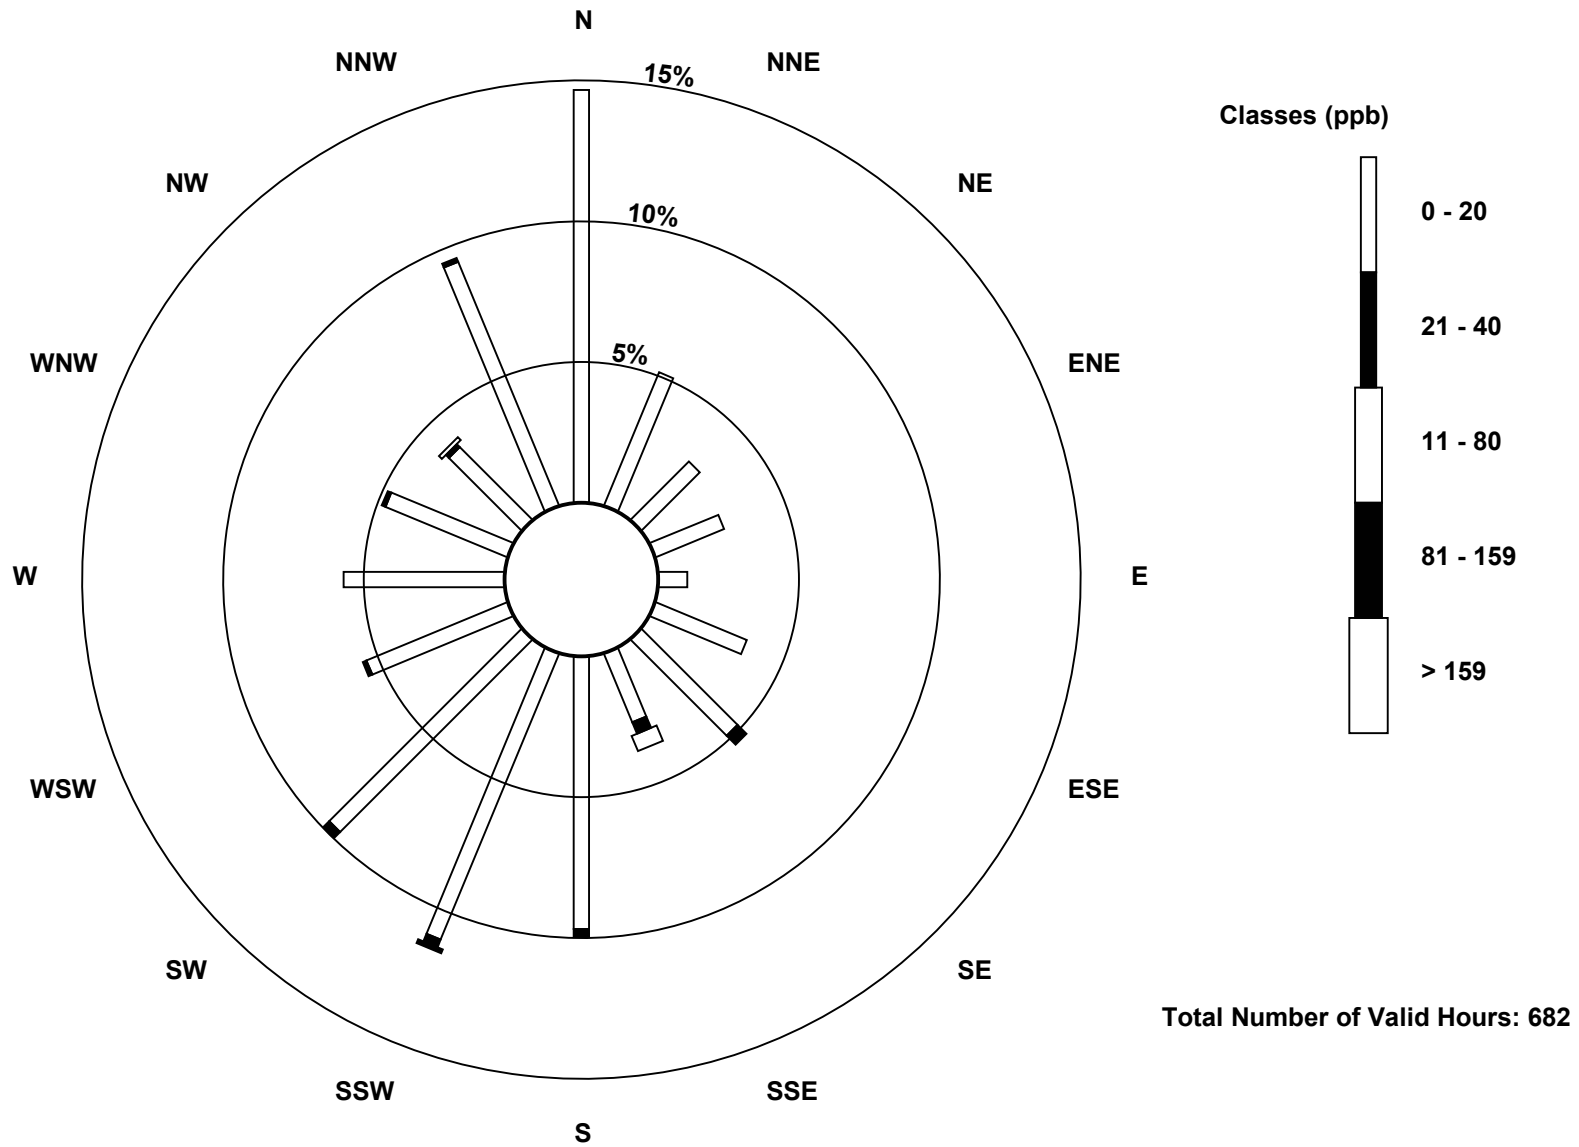 N
NNW
NNE
15%
Classes (ppb)
NW
NE
0 - 20
10%
21 - 40
5%
WNW
ENE
11 - 80
81 - 159
W
E
> 159
WSW
ESE
SW
SE
Total Number of Valid Hours: 682
SSW
SSE
S